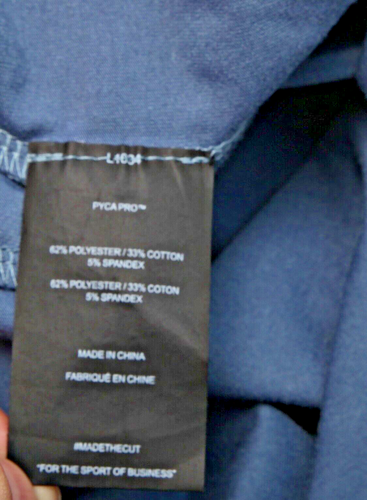 L1634
PYCA PRO™
62% POLYESTER / 33% COTTON
5% SPANDEX
62% POLYESTER / 33% COTON
5% SPANDEX
MADE IN CHINA
FABRIQUÉ EN CHINE
#MADETHECUT
"FOR THE SPORT OF BUSINESS"